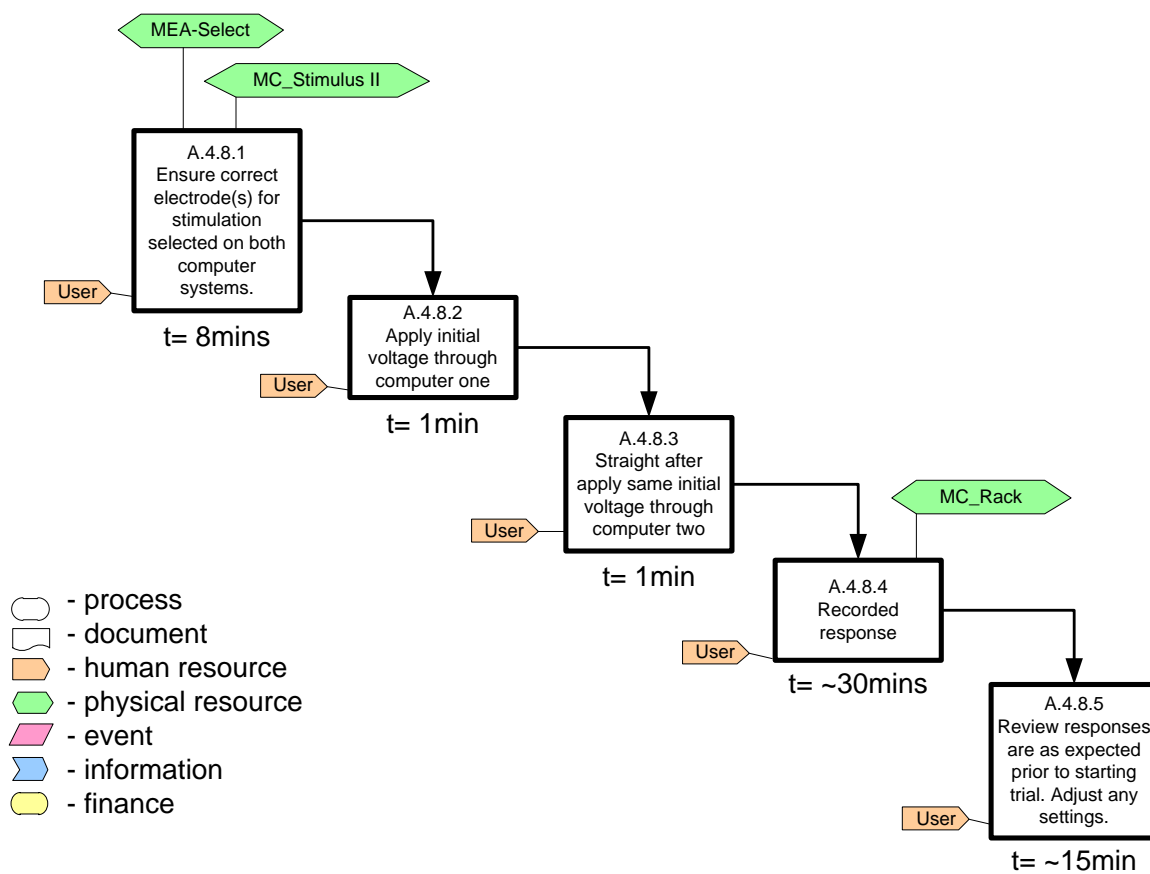 MEA-Select
MC_Stimulus II
A.4.8.1
Ensure correct
electrode(s) for
stimulation
selected on both
computer
systems.
User
t= 8mins
A.4.8.2
Apply initial
voltage through
computer one
User
t= 1min
A.4.8.3
Straight after
apply same initial
voltage through
computer two
User
t= 1min
MC_Rack
A.4.8.4
Recorded
response
User
t= ~30mins
A.4.8.5
Review responses
are as expected
prior to starting
trial. Adjust any
settings.
User
t= ~15min
- process
- document
- human resource
- physical resource
- event
- information
- finance